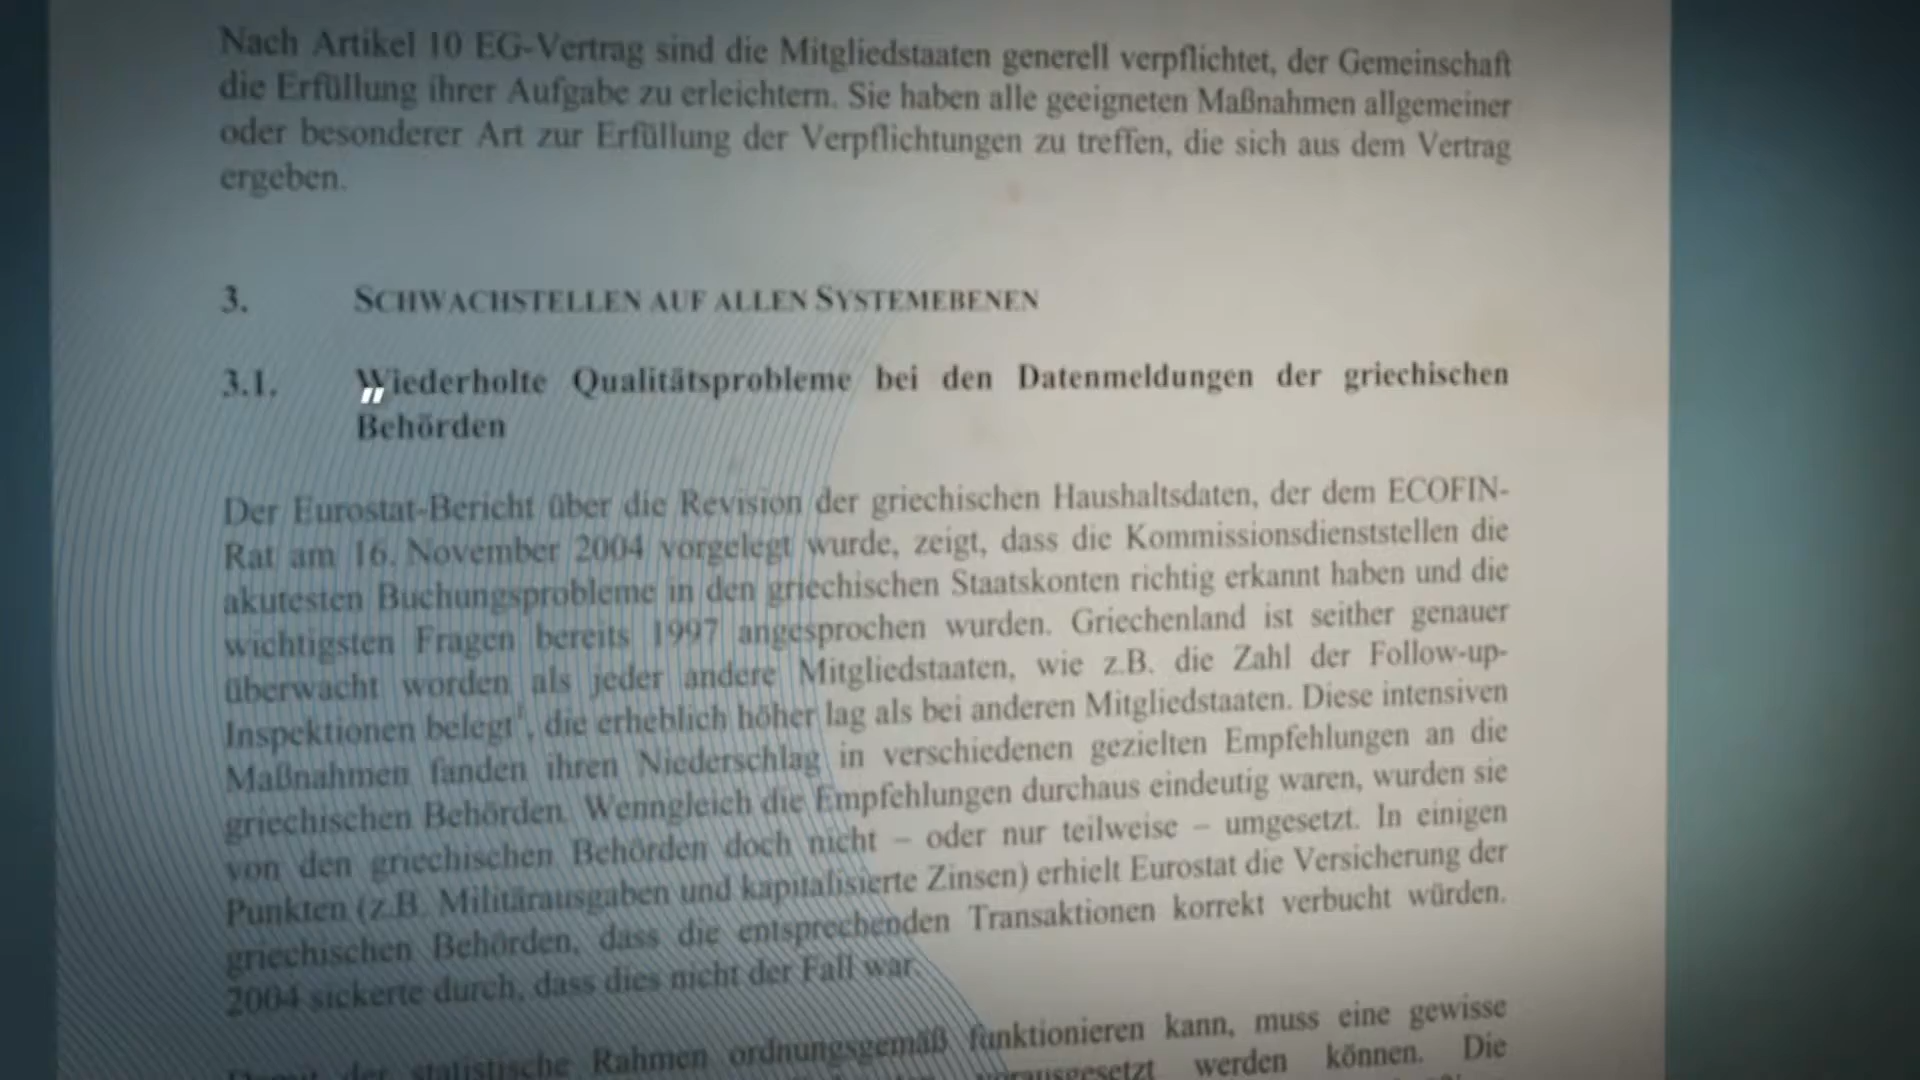 Nach Artikel 10 EG-Vertrag sind die Mitgliedstaaten generell verpflichtet, der Gemeinschaft
die Erfüllung ihrer Aufgabe zu erleichtern. Sie haben alle geeigneten Maßnahmen allgemeiner
oder besonderer Art zur Erfüllung der Verpflichtungen zu treffen, die sich aus dem Vertrag
ergeben.
3. SCHWACHSTELLEN AUF ALLEN SYSTEMEBENEN
3.1. Wiederholte Qualitätsprobleme bei den Datenmeldungen der griechischen
„
Behörden
Der Eurostat-Bericht über die Revision der griechischen Haushaltsdaten, der dem ECOFIN-
Rat am 16. November 2004 vorgelegt wurde, zeigt, dass die Kommissionsdienststellen die
akutesten Buchungsprobleme in den griechischen Staatskonten richtig erkannt haben und die
wichtigsten Fragen bereits 1997 angesprochen wurden. Griechenland ist seither genauer
überwacht worden als jeder andere Mitgliedstaaten, wie z.B. die Zahl der Follow-up-
Inspektionen belegt, die erheblich höher lag als bei anderen Mitgliedstaaten. Diese intensiven
Maßnahmen fanden ihren Niederschlag in verschiedenen gezielten Empfehlungen an die
griechischen Behörden. Wenngleich die Empfehlungen durchaus eindeutig waren, wurden sie
von den griechischen Behörden doch nicht – oder nur teilweise – umgesetzt. In einigen
Punkten (z.B. Militärausgaben und kapitalisierte Zinsen) erhielt Eurostat die Versicherung der
griechischen Behörden, dass die entsprechenden Transaktionen korrekt verbucht würden.
2004 sickerte durch, dass dies nicht der Fall war.
Damit der statistische Rahmen ordnungsgemäß funktionieren kann, muss eine gewisse
vorausgesetzt werden können. Die